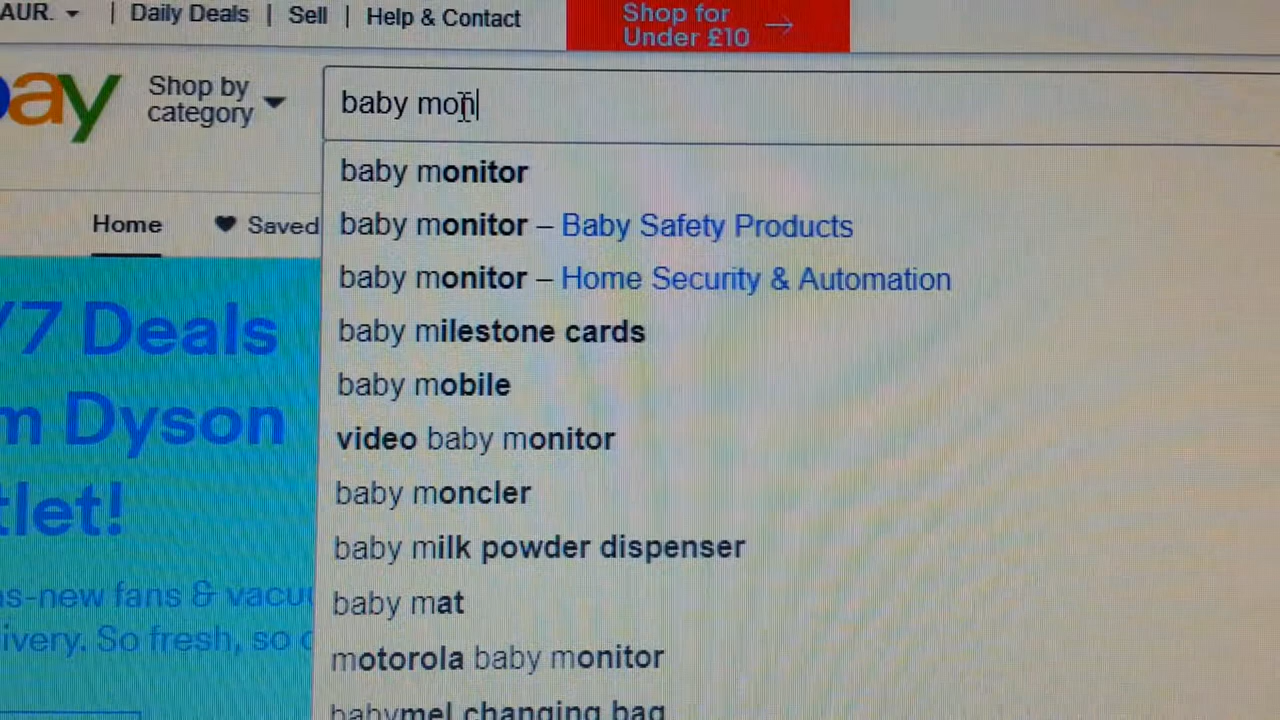 AUR. | Daily Deals | Sell | Help & Contact
Shop for
Under £10
bay
Shop by
category
baby mon
baby monitor
Home
Saved
baby monitor – Baby Safety Products
baby monitor – Home Security & Automation
/7 Deals
m Dyson
tlet!
baby milestone cards
baby mobile
video baby monitor
baby moncler
baby milk powder dispenser
baby mat
motorola baby monitor
babymel changing bag
as-new fans & vacu
ivery. So fresh, so c